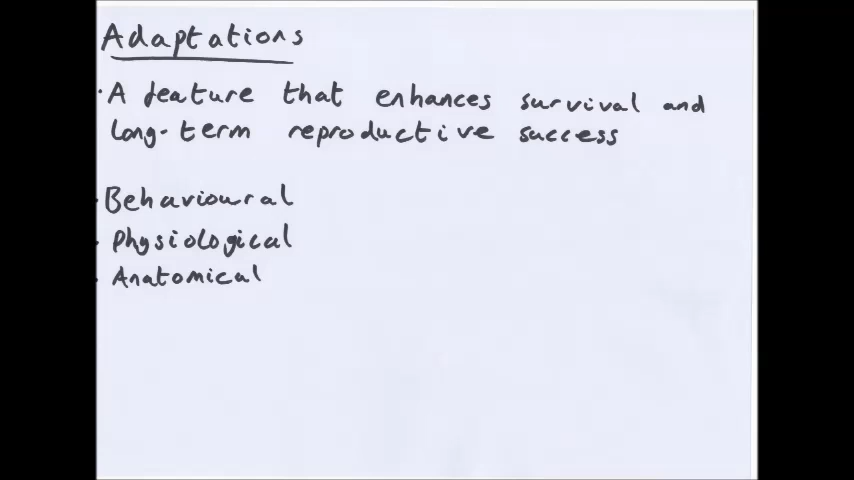 Adaptations
· A feature that enhances survival and
long-term reproductive success
· Behavioural
· Physiological
· Anatomical